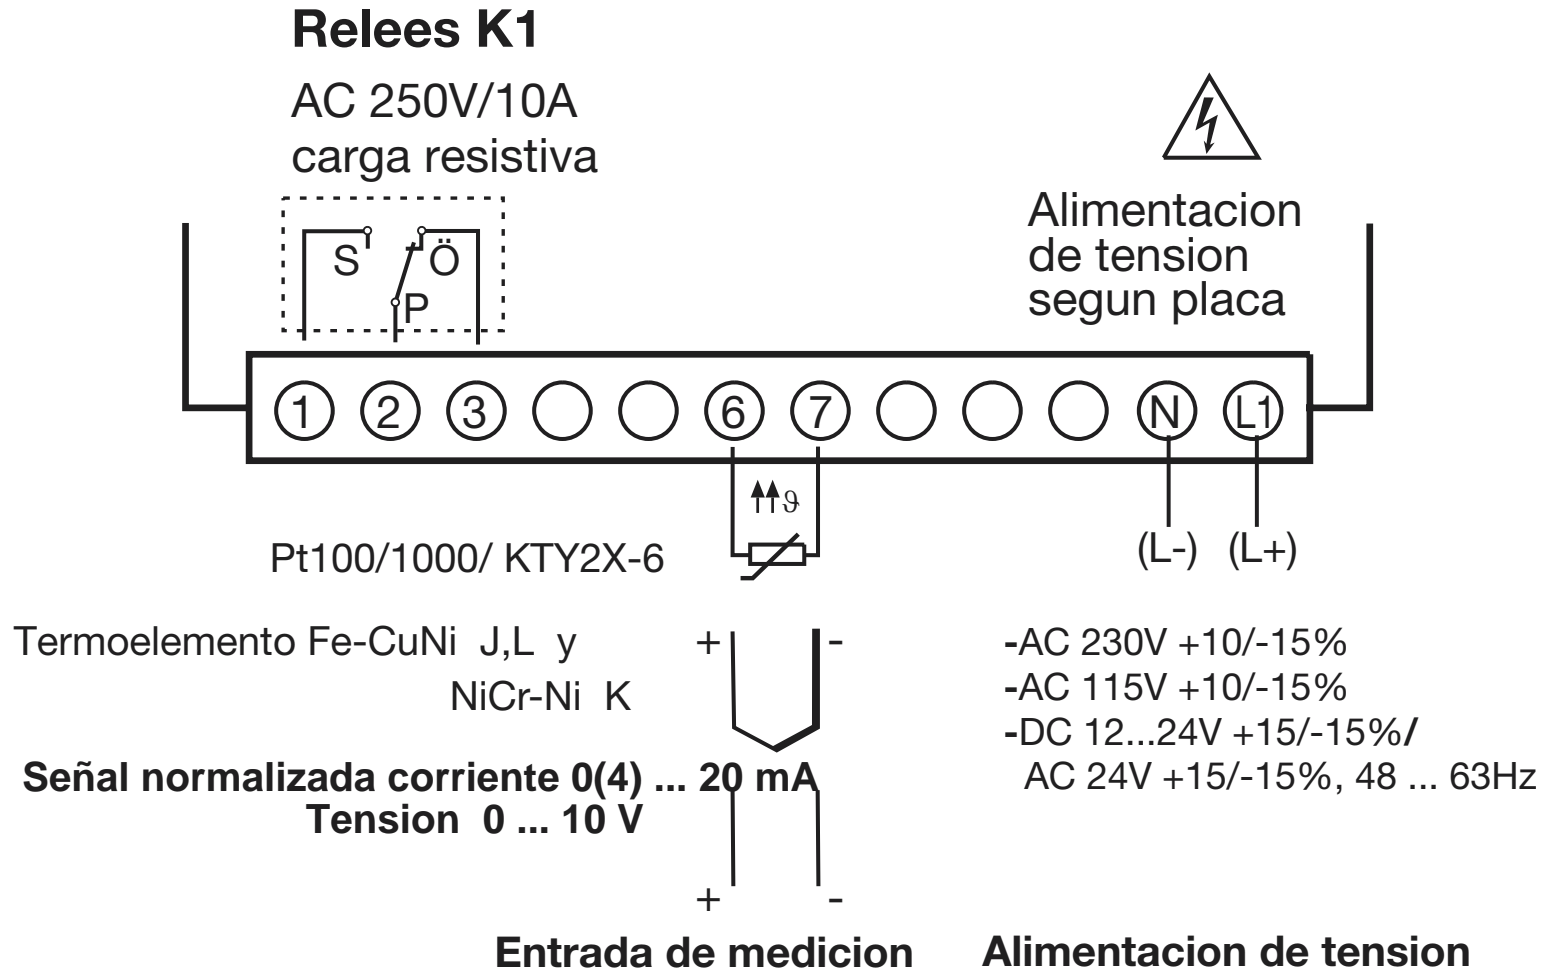 Relees K1
AC 250V/10A
carga resistiva
S
Ö
P
Alimentacion
de tension
segun placa
1 2 3 6 7 N L1
ϑ
Pt100/1000/ KTY2X-6
(L-) (L+)
Termoelemento Fe-CuNi J,L y
NiCr-Ni K
+ -
Señal normalizada corriente 0(4) ... 20 mA
Tension 0 ... 10 V
+ -
Entrada de medicion
-AC 230V +10/-15%
-AC 115V +10/-15%
-DC 12...24V +15/-15%/
AC 24V +15/-15%, 48 ... 63Hz
Alimentacion de tension